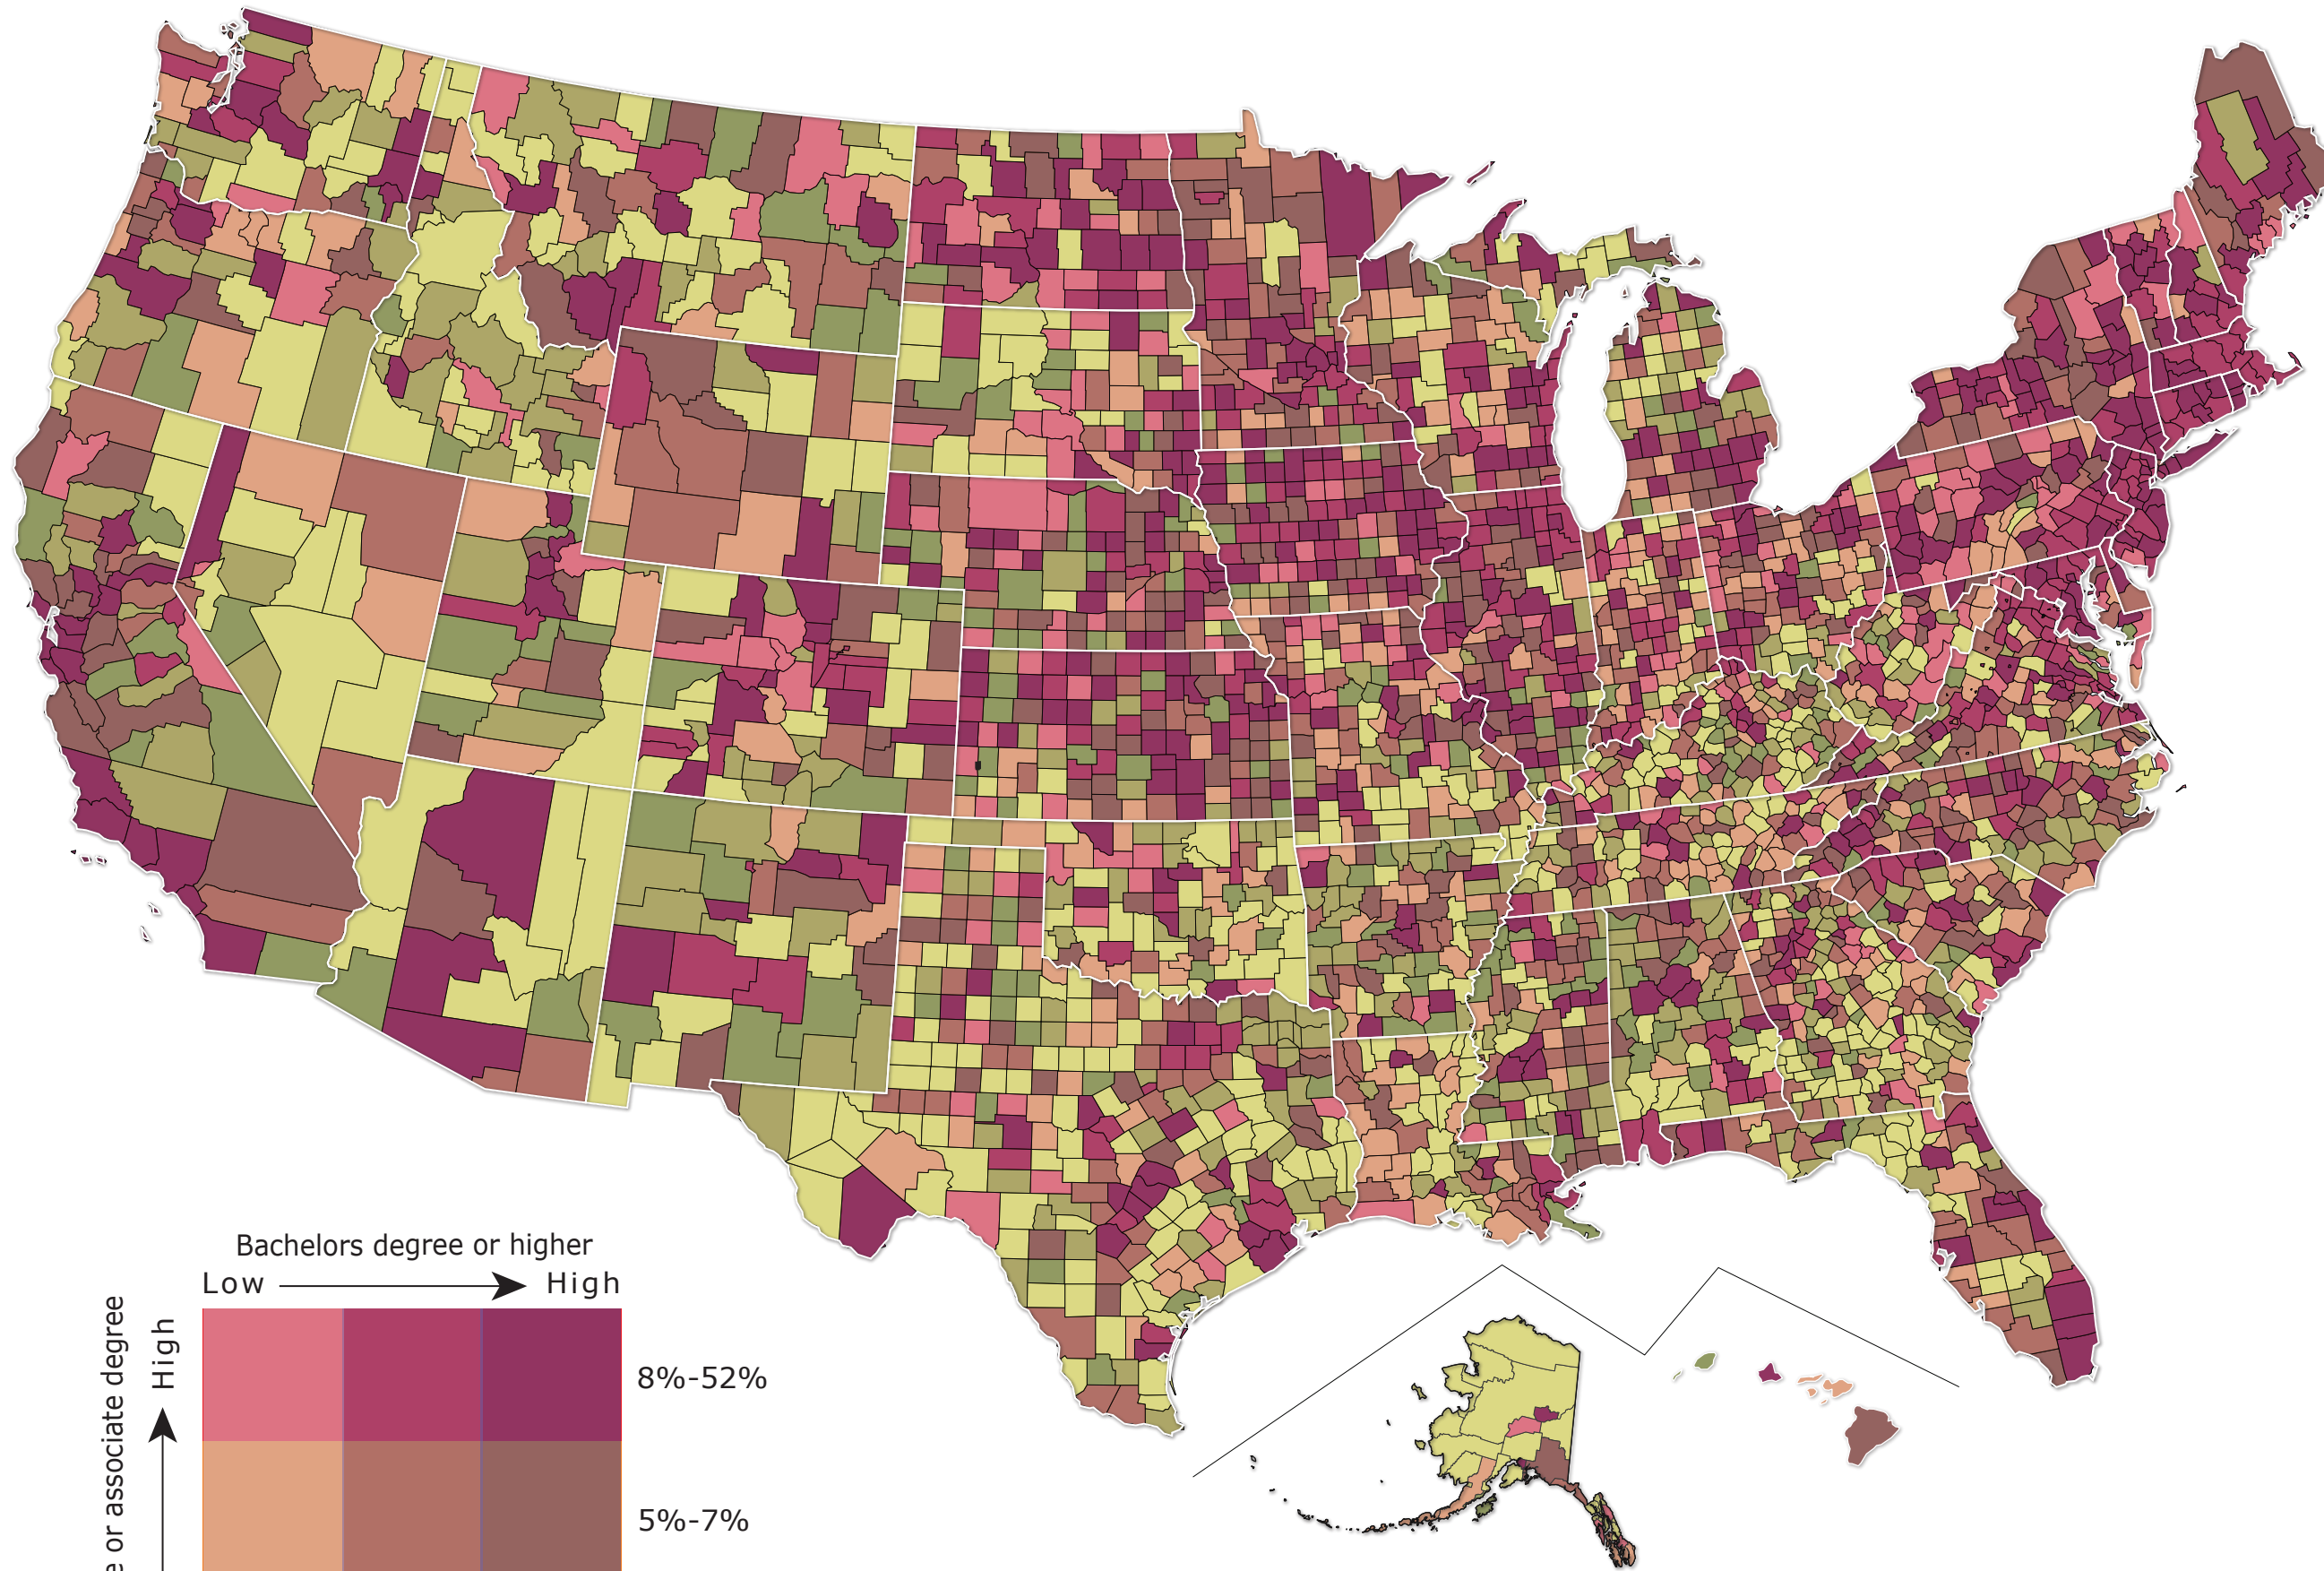 Bachelors degree or higher
Low High
or associate degree
High
8%-52%
5%-7%